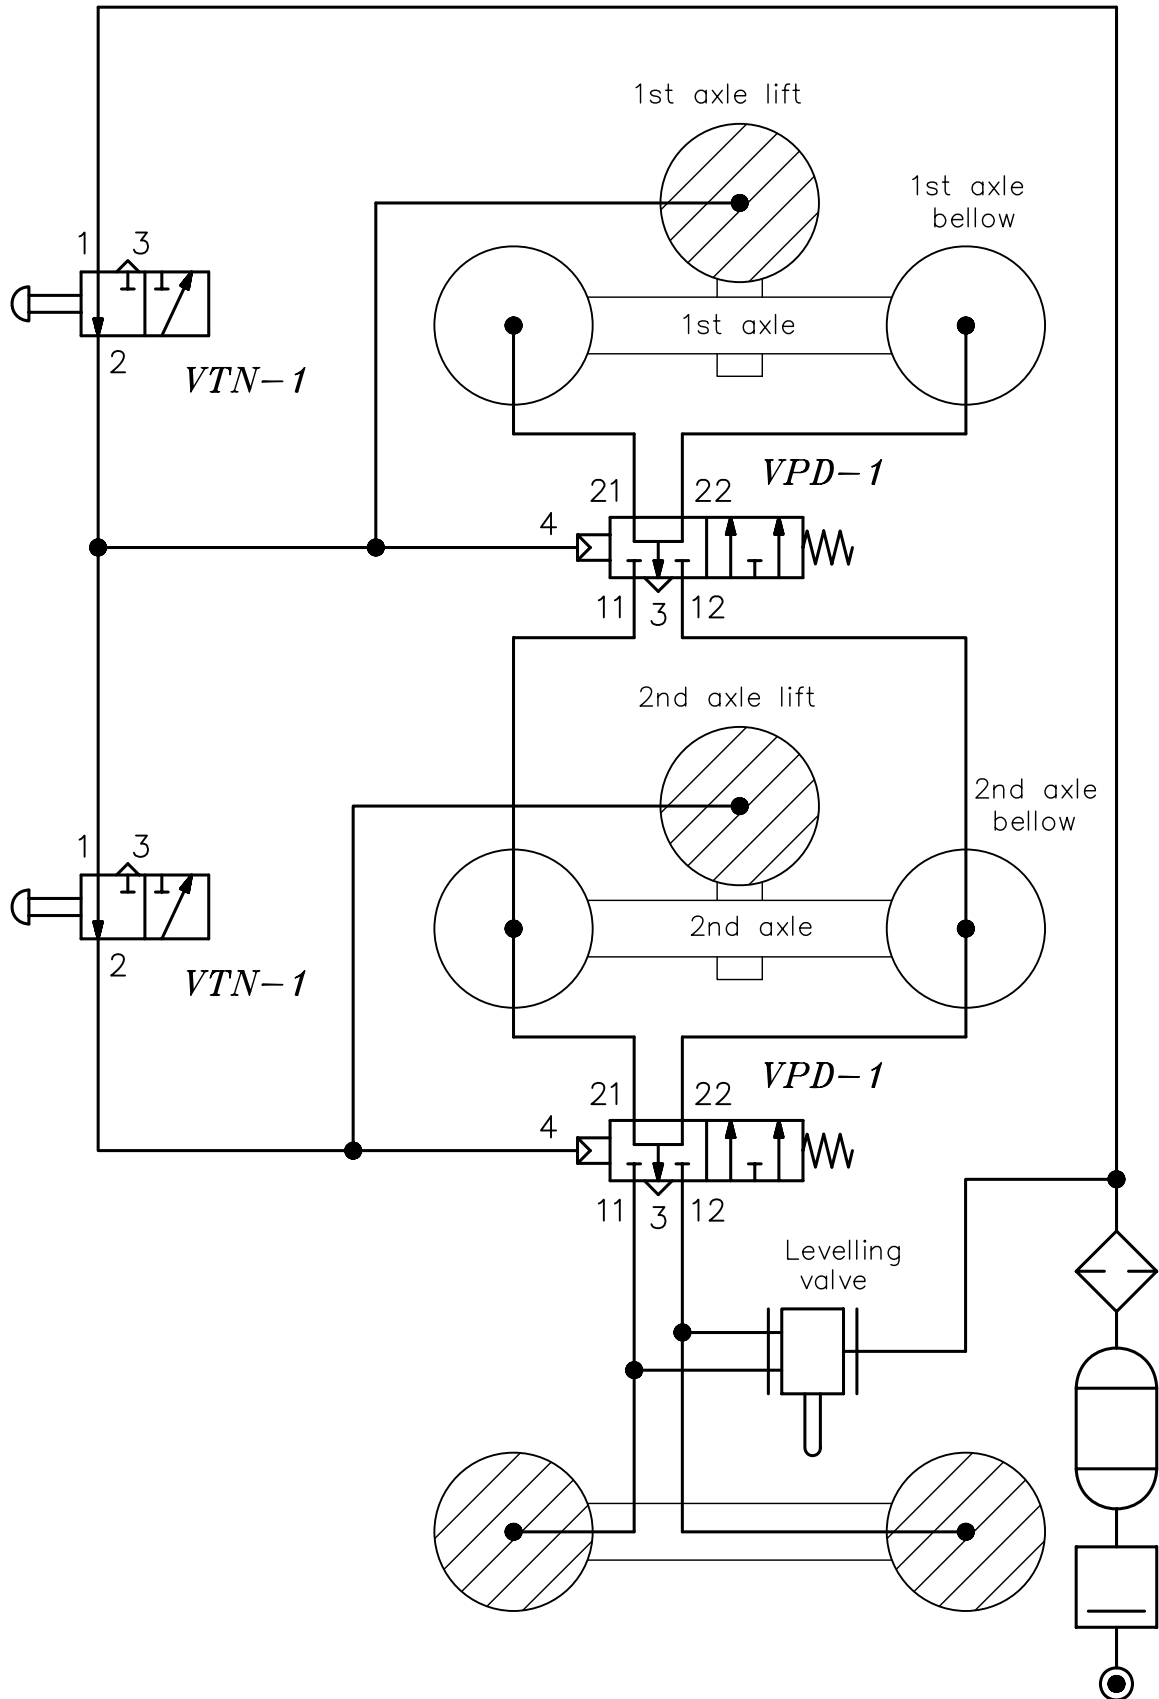 1st axle lift
1st axle
bellow
1 3
1st axle
2
VTN-1
VPD-1
21 22
4
11 3 12
2nd axle lift
2nd axle
bellow
1 3
2nd axle
2
VTN-1
VPD-1
21 22
4
11 3 12
Levelling
valve